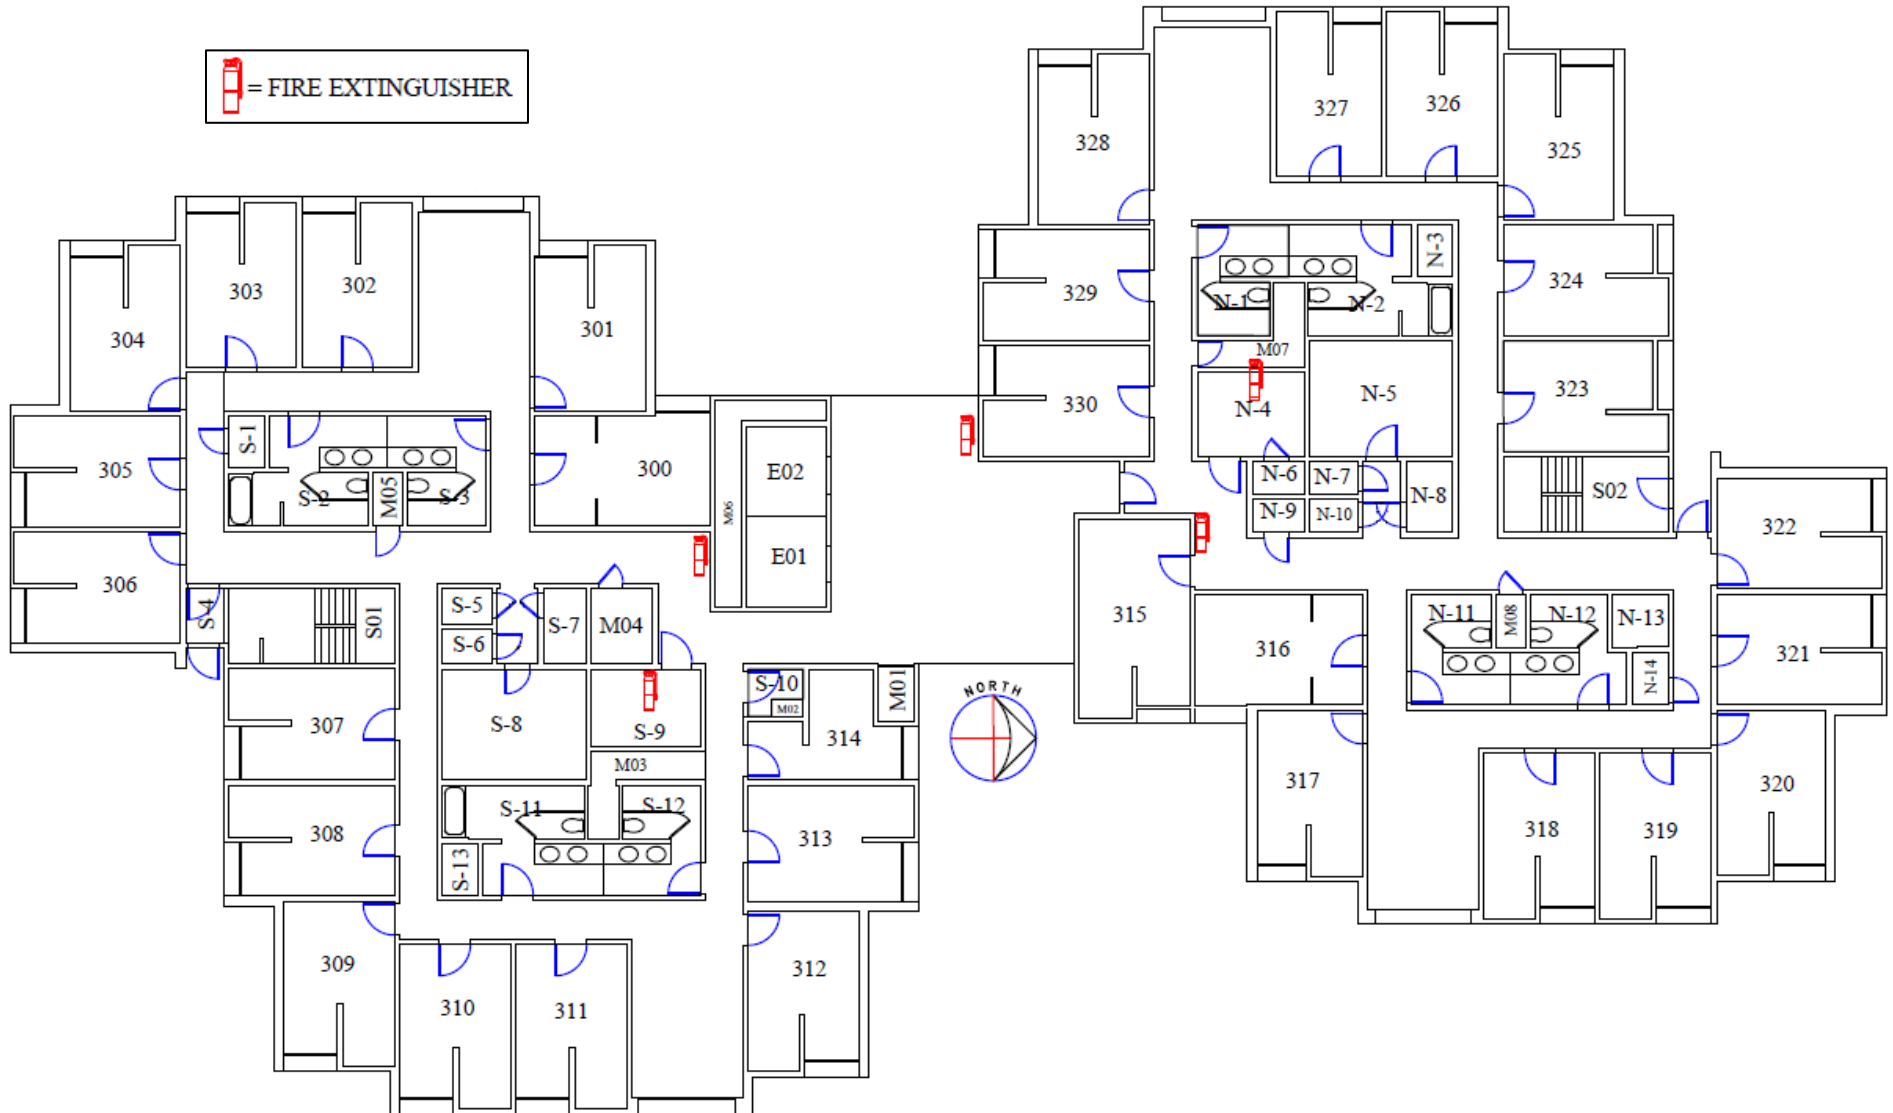 = FIRE EXTINGUISHER
327
326
328
325
303
302
304
301
329
N-3
324
N-1
N-2
M07
330
N-4
N-5
323
305
S-1
S-2
M05
S-3
300
E02
M06
E01
N-6
N-7
N-8
N-9
N-10
S02
322
306
S-4
S01
S-5
S-6
S-7
M04
315
316
N-11
M08
N-12
N-13
N-14
321
307
S-8
S-9
S-10
M02
M01
314
NORTH
M03
317
318
319
320
308
S-11
S-12
S-13
313
309
310
311
312